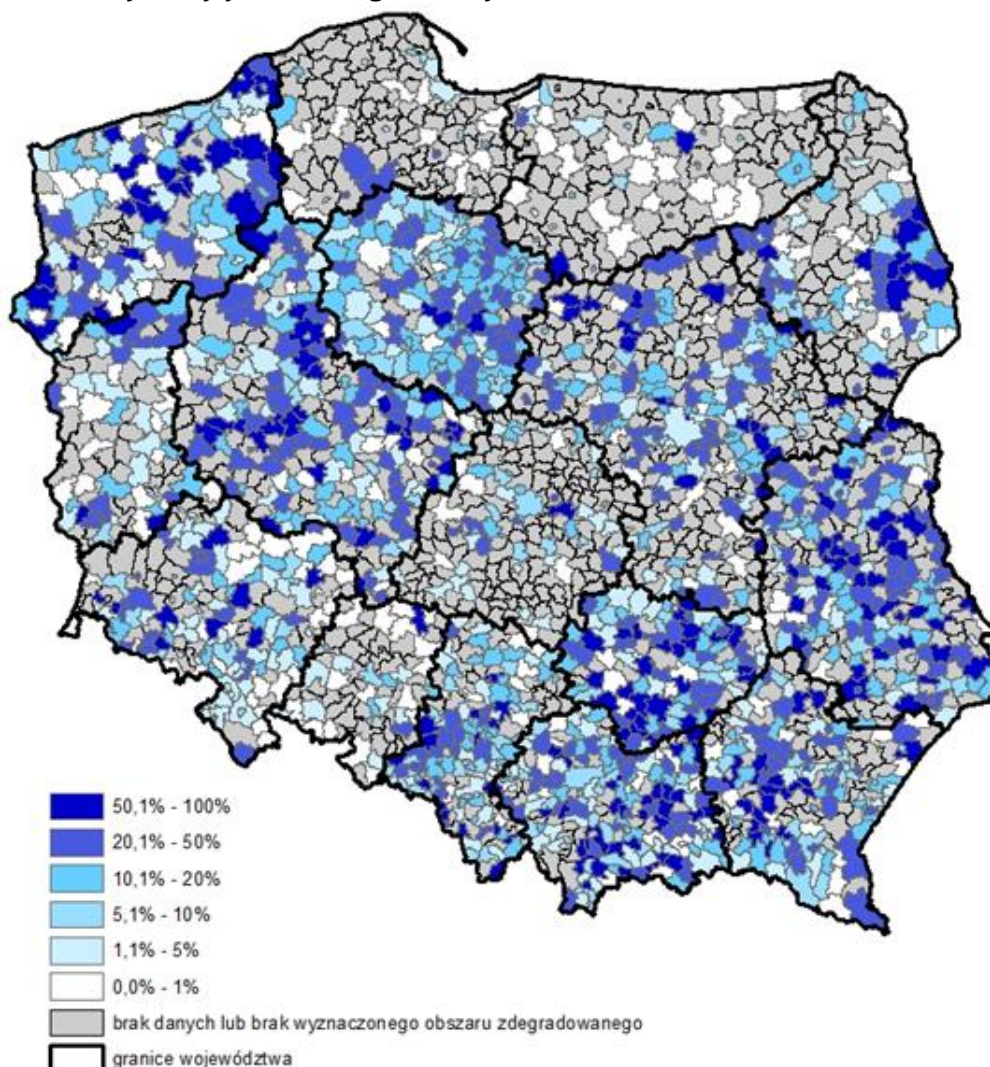 50,1% - 100%
20,1% - 50%
10,1% - 20%
5,1% - 10%
1,1% - 5%
0,0% - 1%
brak danych lub brak wyznaczonego obszaru zdegradowanego
granice województwa